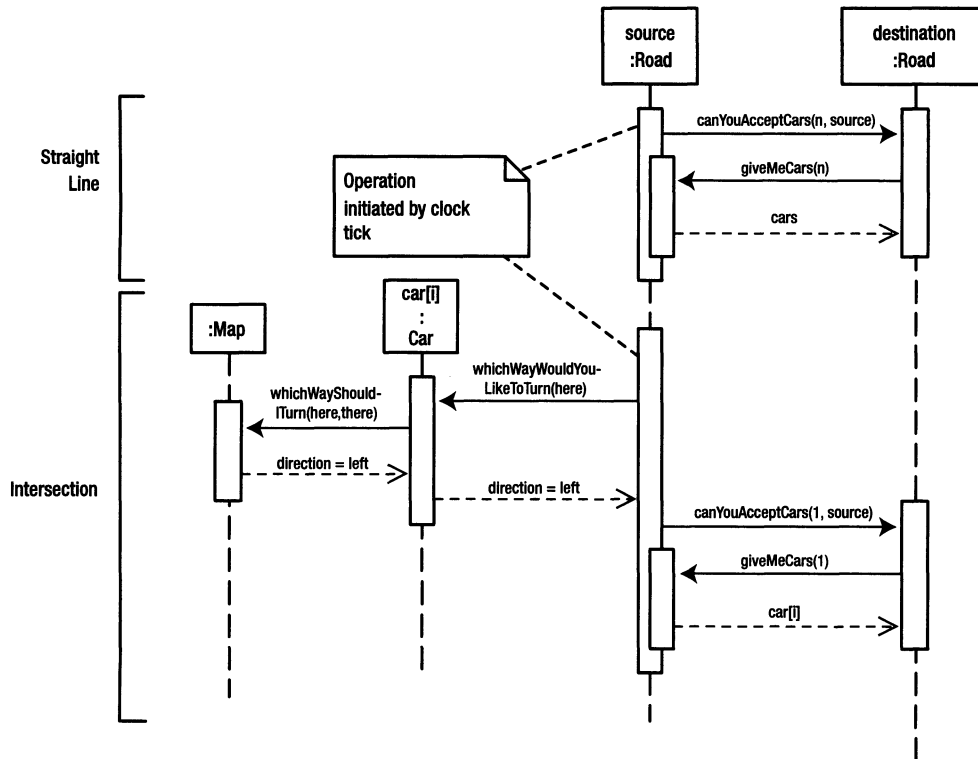 source
:Road
destination
:Road
canYouAcceptCars(n, source)
Straight
Line
giveMeCars(n)
Operation
initiated by clock
tick
cars
car[i]
:
Car
:Map
whichWayWouldYou-
LikeToTurn(here)
whichWayShould-
ITurn(here,there)
direction = left
direction = left
Intersection
canYouAcceptCars(1, source)
giveMeCars(1)
car[i]